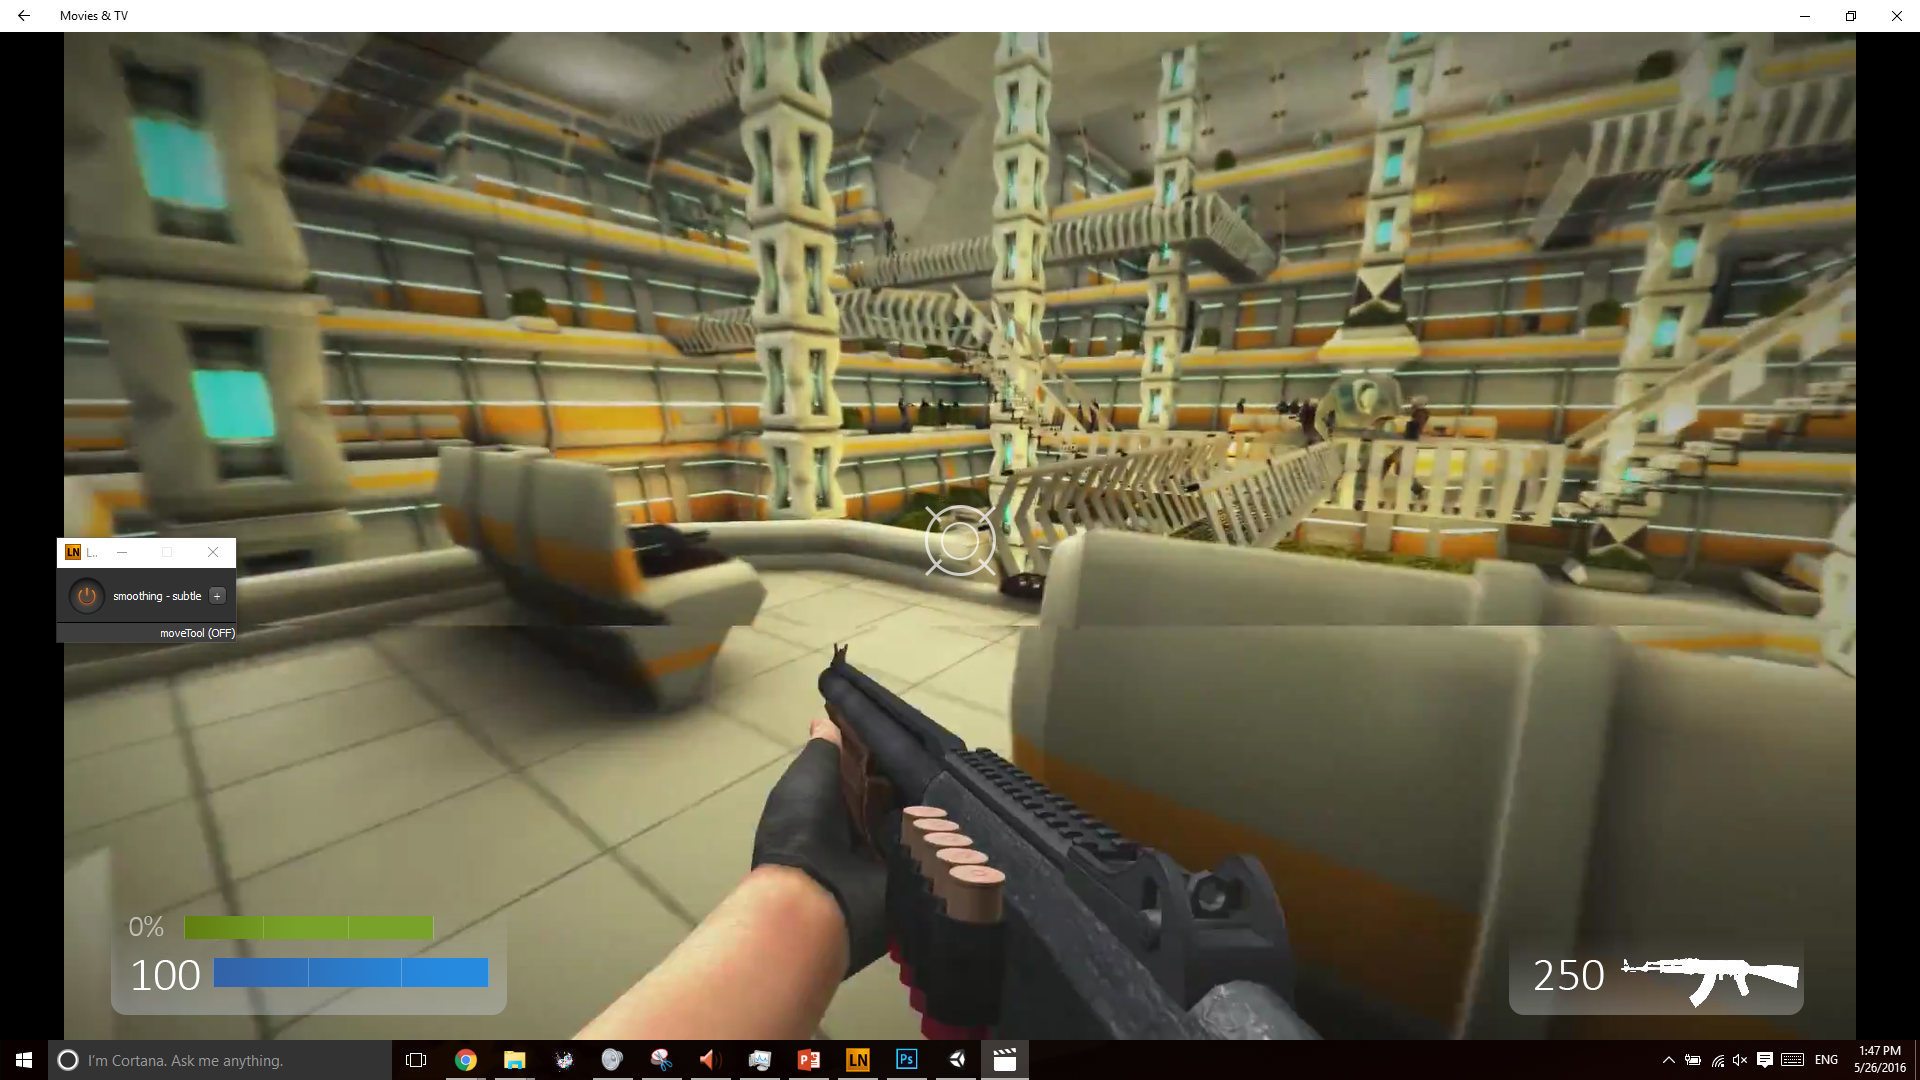 Movies & TV
LN L..
smoothing - subtle +
moveTool (OFF)
0%
100
250
I'm Cortana. Ask me anything.
LN
Ps
ENG
1:47 PM
5/26/2016